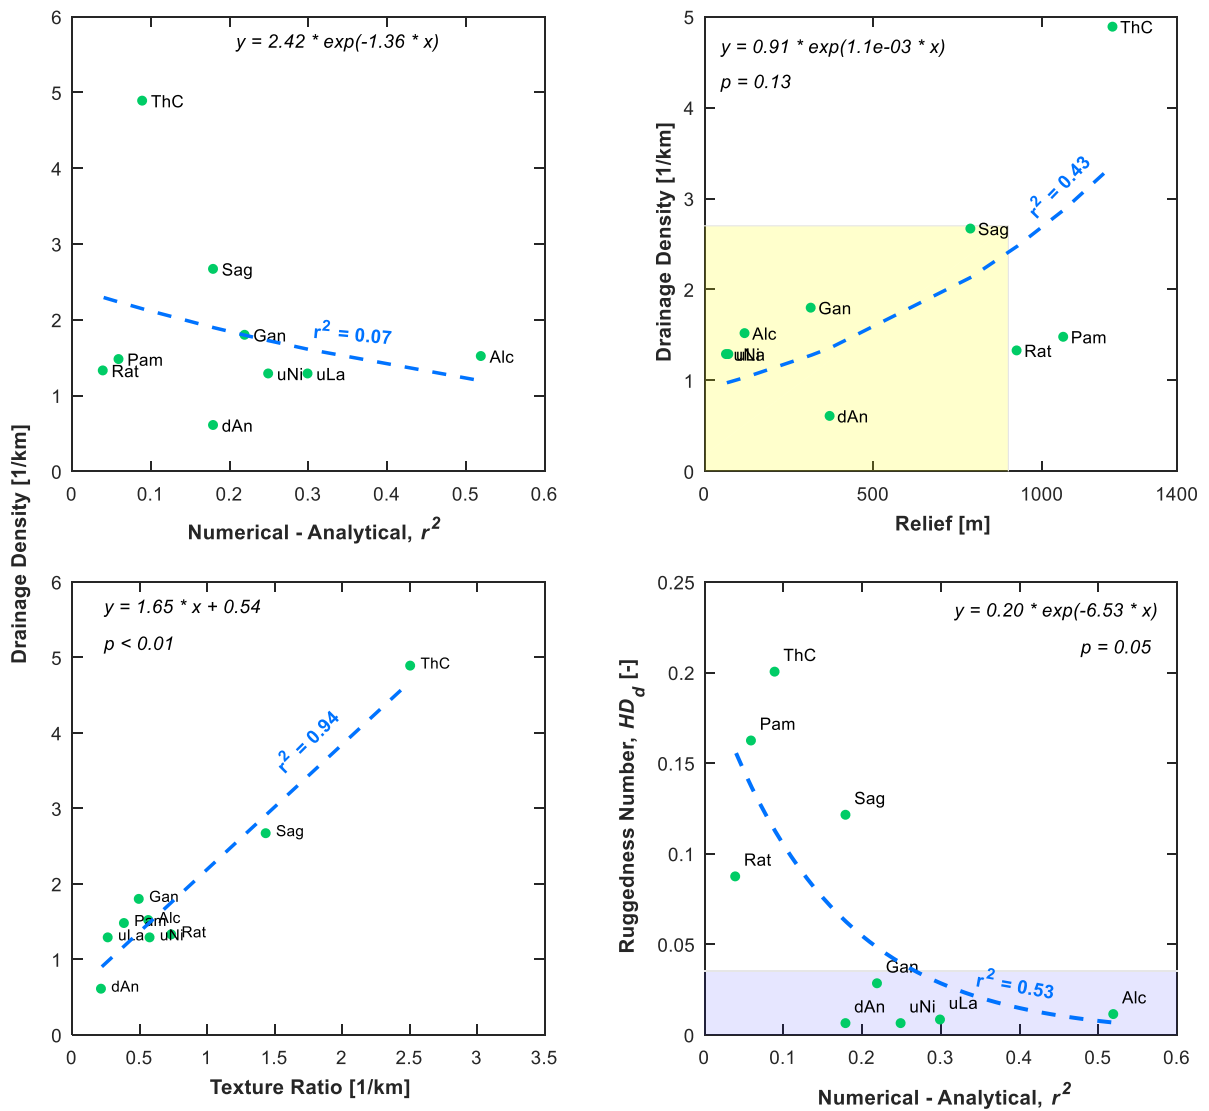 y = 2.42 * exp(-1.36 * x)
6
5
4
3
2
1
0
ThC
Sag
Gan
r² = 0.07
Pam
Rat
uNi
uLa
Alc
dAn
0 0.1 0.2 0.3 0.4 0.5 0.6
Numerical - Analytical, r²
Drainage Density [1/km]
y = 0.91 * exp(1.1e-03 * x)
p = 0.13
5
4
3
2
1
0
ThC
r² = 0.43
Sag
Gan
Alc
uNi
uLa
Rat
Pam
dAn
0 500 1000 1400
Relief [m]
Drainage Density [1/km]
y = 1.65 * x + 0.54
p < 0.01
6
5
4
3
2
1
0
ThC
r² = 0.94
Sag
Gan
Pam
Alc
uLa
uNi
Rat
dAn
0 0.5 1 1.5 2 2.5 3 3.5
Texture Ratio [1/km]
y = 0.20 * exp(-6.53 * x)
p = 0.05
0.25
0.2
0.15
0.1
0.05
0
ThC
Pam
Sag
Rat
Gan
r² = 0.53
dAn
uNi
uLa
Alc
0 0.1 0.2 0.3 0.4 0.5 0.6
Numerical - Analytical, r²
Ruggedness Number, HD_d [-]